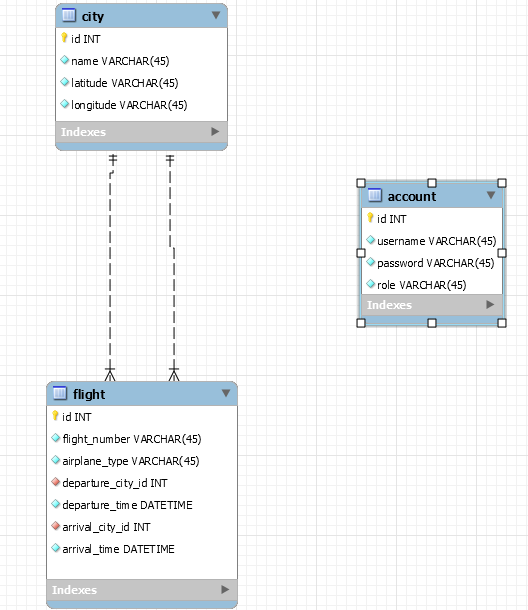 city
id INT
name VARCHAR(45)
latitude VARCHAR(45)
longitude VARCHAR(45)
Indexes
account
id INT
username VARCHAR(45)
password VARCHAR(45)
role VARCHAR(45)
Indexes
flight
id INT
flight_number VARCHAR(45)
airplane_type VARCHAR(45)
departure_city_id INT
departure_time DATETIME
arrival_city_id INT
arrival_time DATETIME
Indexes